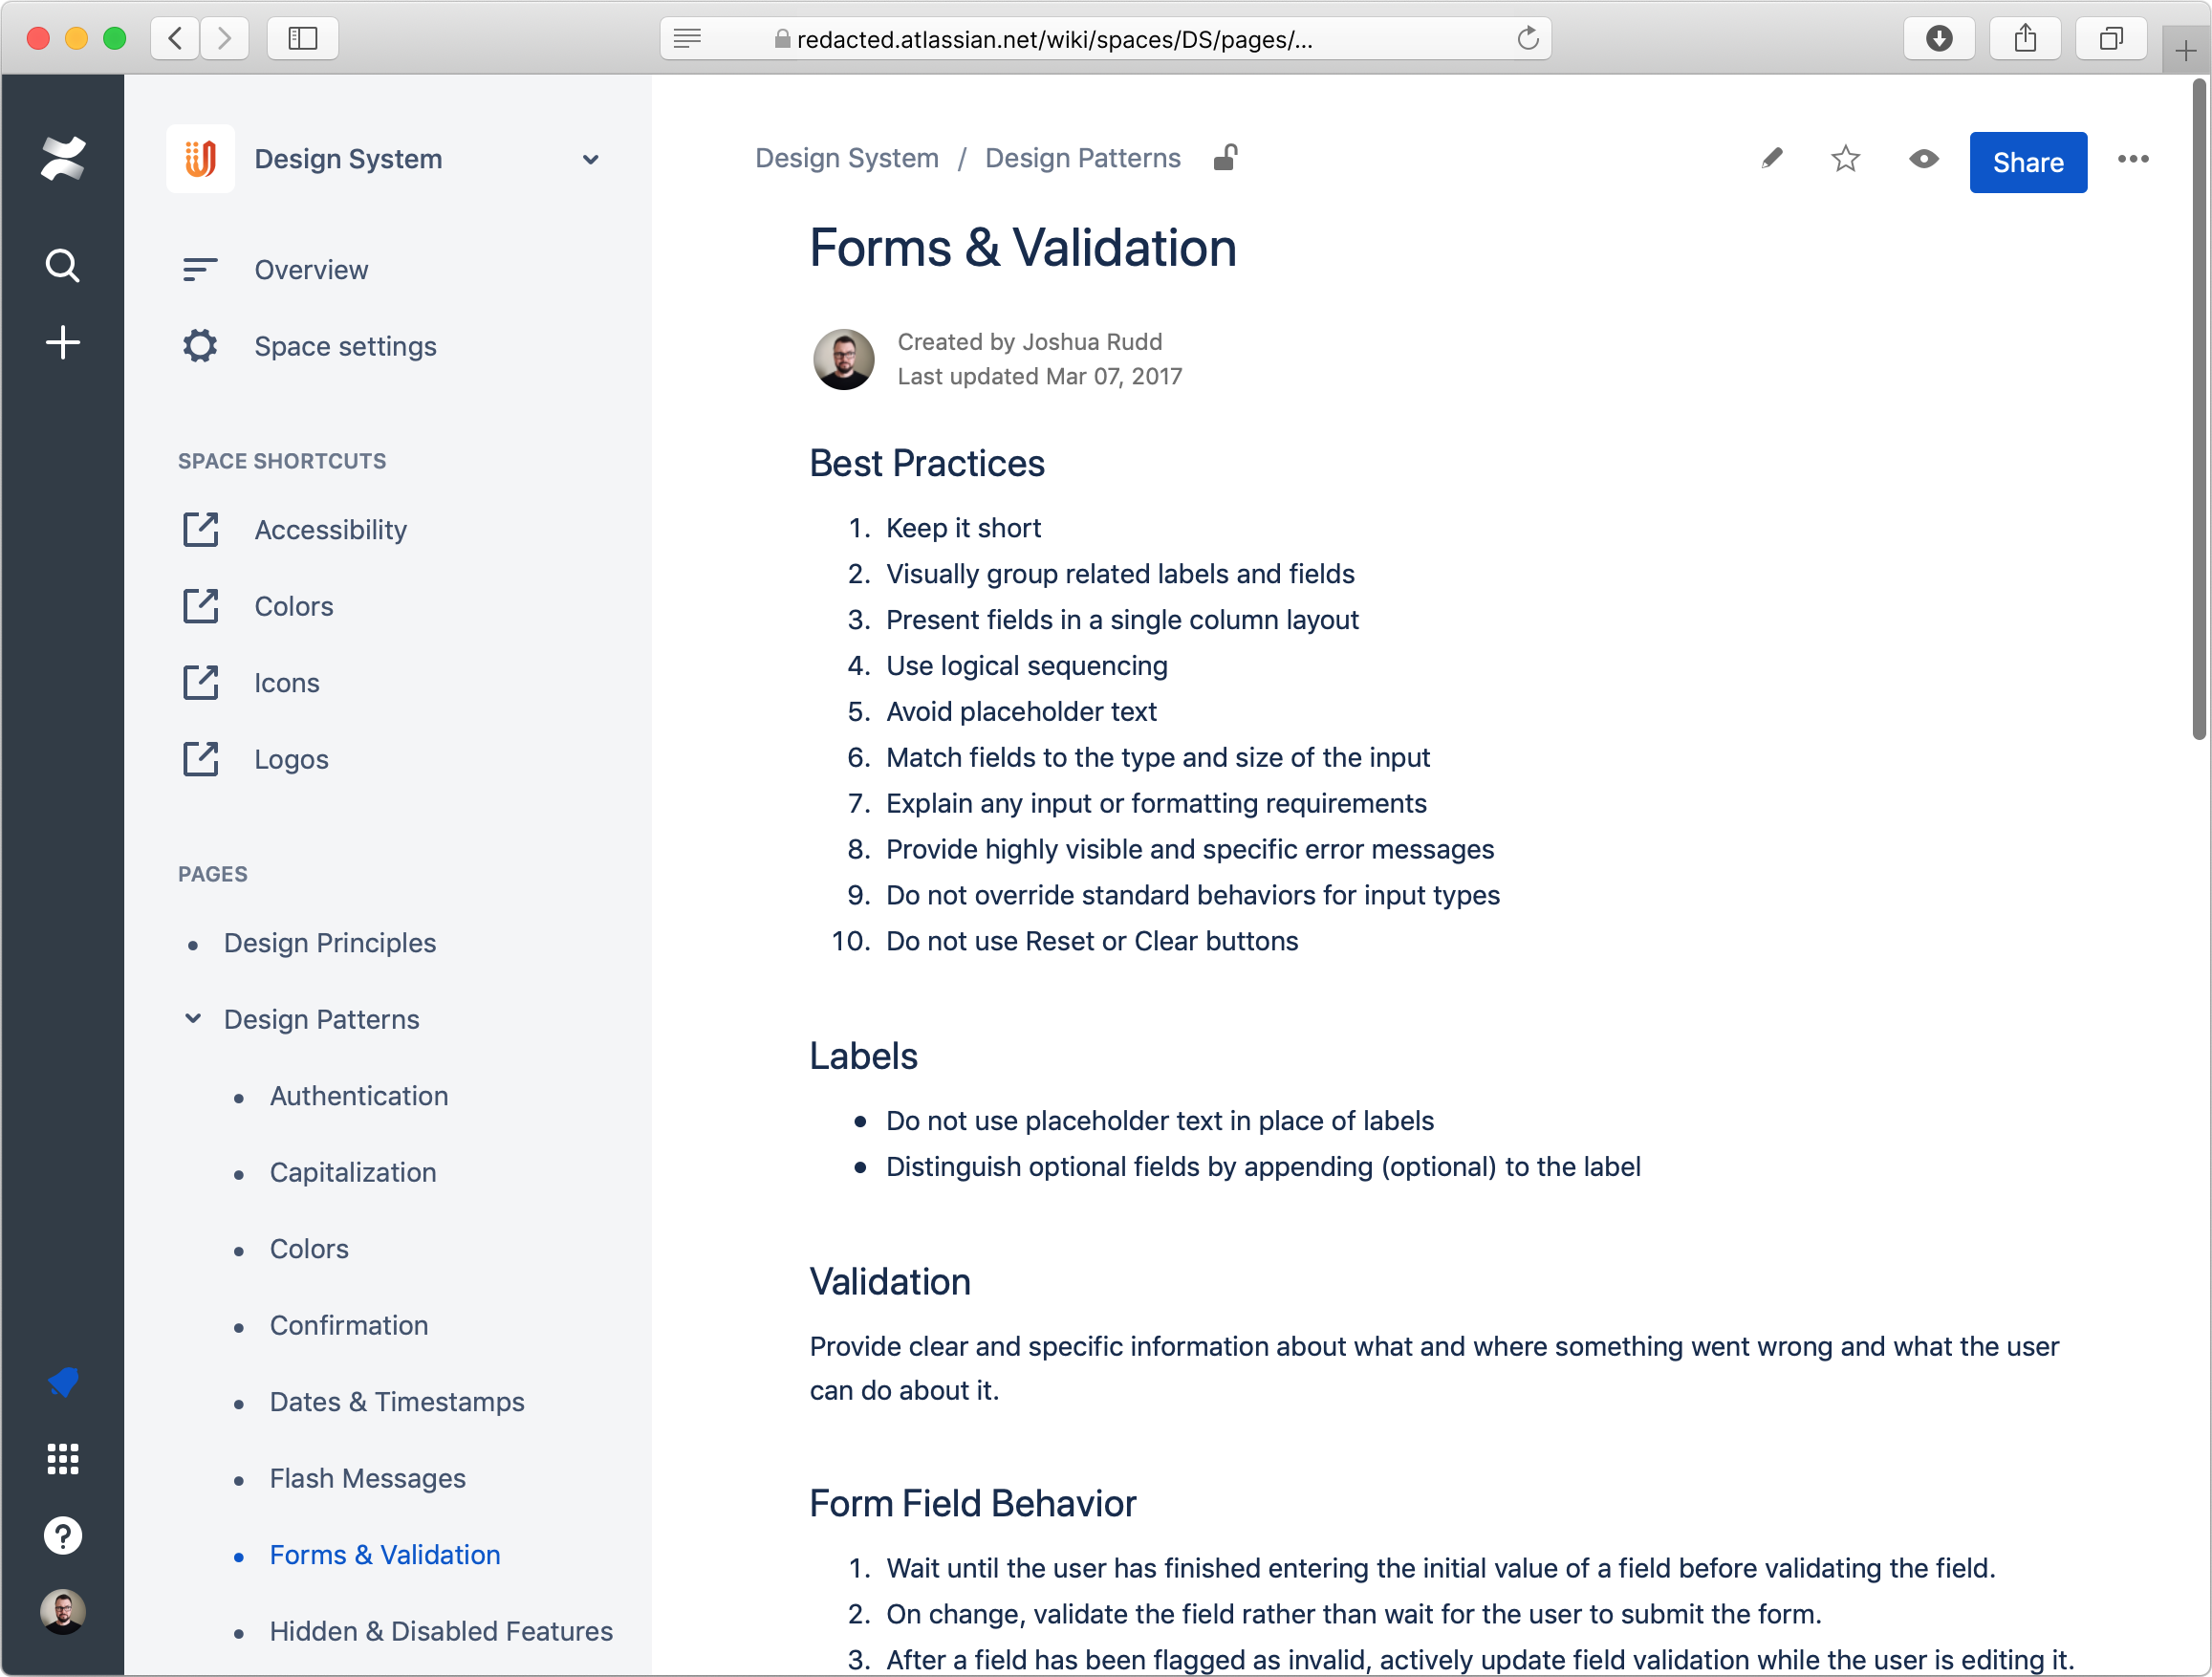 redacted.atlassian.net/wiki/spaces/DS/pages/...
Design System
Overview
Space settings
SPACE SHORTCUTS
Accessibility
Colors
Icons
Logos
PAGES
Design Principles
Design Patterns
Authentication
Capitalization
Colors
Confirmation
Dates & Timestamps
Flash Messages
Forms & Validation
Hidden & Disabled Features
Design System / Design Patterns
Share
Forms & Validation
Created by Joshua Rudd
Last updated Mar 07, 2017
Best Practices
1. Keep it short
2. Visually group related labels and fields
3. Present fields in a single column layout
4. Use logical sequencing
5. Avoid placeholder text
6. Match fields to the type and size of the input
7. Explain any input or formatting requirements
8. Provide highly visible and specific error messages
9. Do not override standard behaviors for input types
10. Do not use Reset or Clear buttons
Labels
• Do not use placeholder text in place of labels
• Distinguish optional fields by appending (optional) to the label
Validation
Provide clear and specific information about what and where something went wrong and what the user
can do about it.
Form Field Behavior
1. Wait until the user has finished entering the initial value of a field before validating the field.
2. On change, validate the field rather than wait for the user to submit the form.
3. After a field has been flagged as invalid, actively update field validation while the user is editing it.